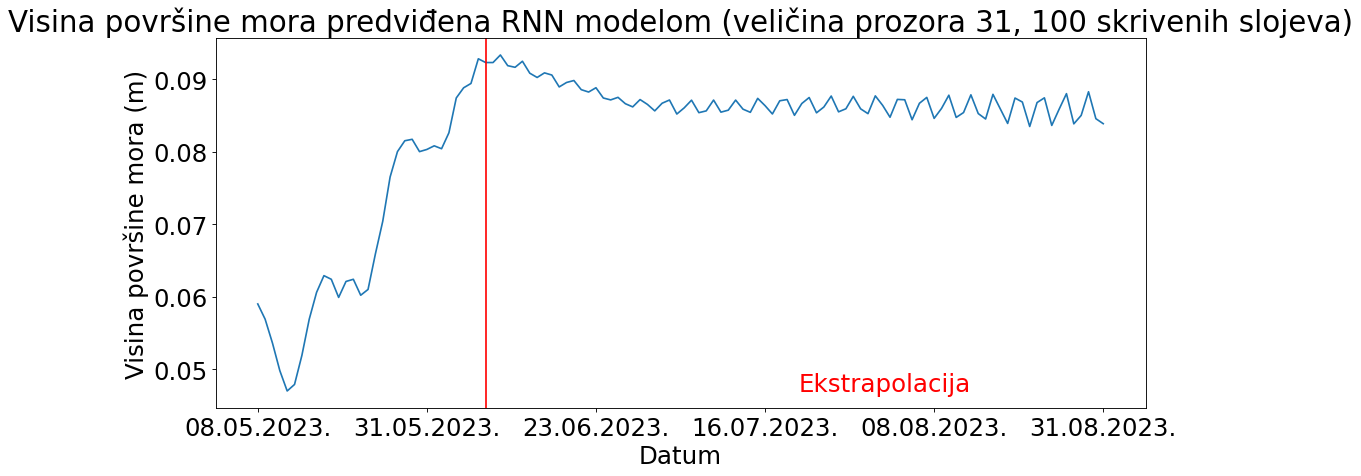 Visina površine mora predviđena RNN modelom (veličina prozora 31, 100 skrivenih slojeva)
Visina površine mora (m)
0.09
0.08
0.07
0.06
0.05
Ekstrapolacija
08.05.2023. 31.05.2023. 23.06.2023. 16.07.2023. 08.08.2023. 31.08.2023.
Datum